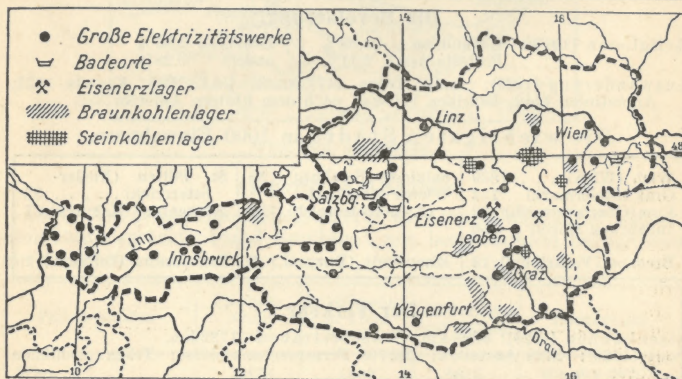 Große Elektrizitätswerke
Badeorte
Eisenerzlager
Braunkohlenlager
Steinkohlenlager
14
16
Linz
Wien
48
Salzbg.
Eisenerz
Inn
Leoben
Innsbruck
Graz
Klagenfurt
Drau
10
12
14
16